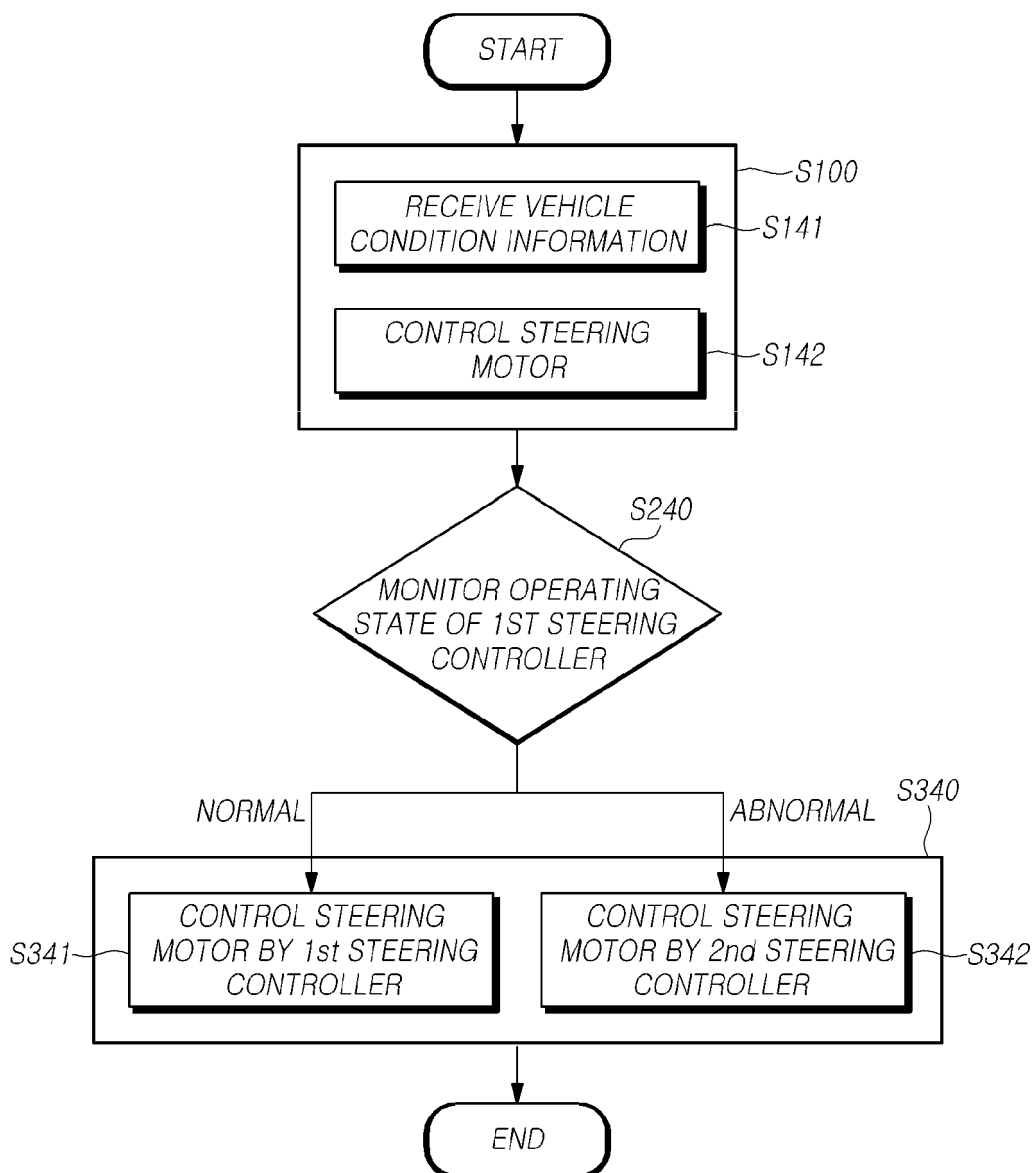 START
S100
RECEIVE VEHICLE
CONDITION INFORMATION
S141
CONTROL STEERING
MOTOR
S142
S240
MONITOR OPERATING
STATE OF 1ST STEERING
CONTROLLER
NORMAL
ABNORMAL
S340
CONTROL STEERING
MOTOR BY 1st STEERING
CONTROLLER
S341
CONTROL STEERING
MOTOR BY 2nd STEERING
CONTROLLER
S342
END